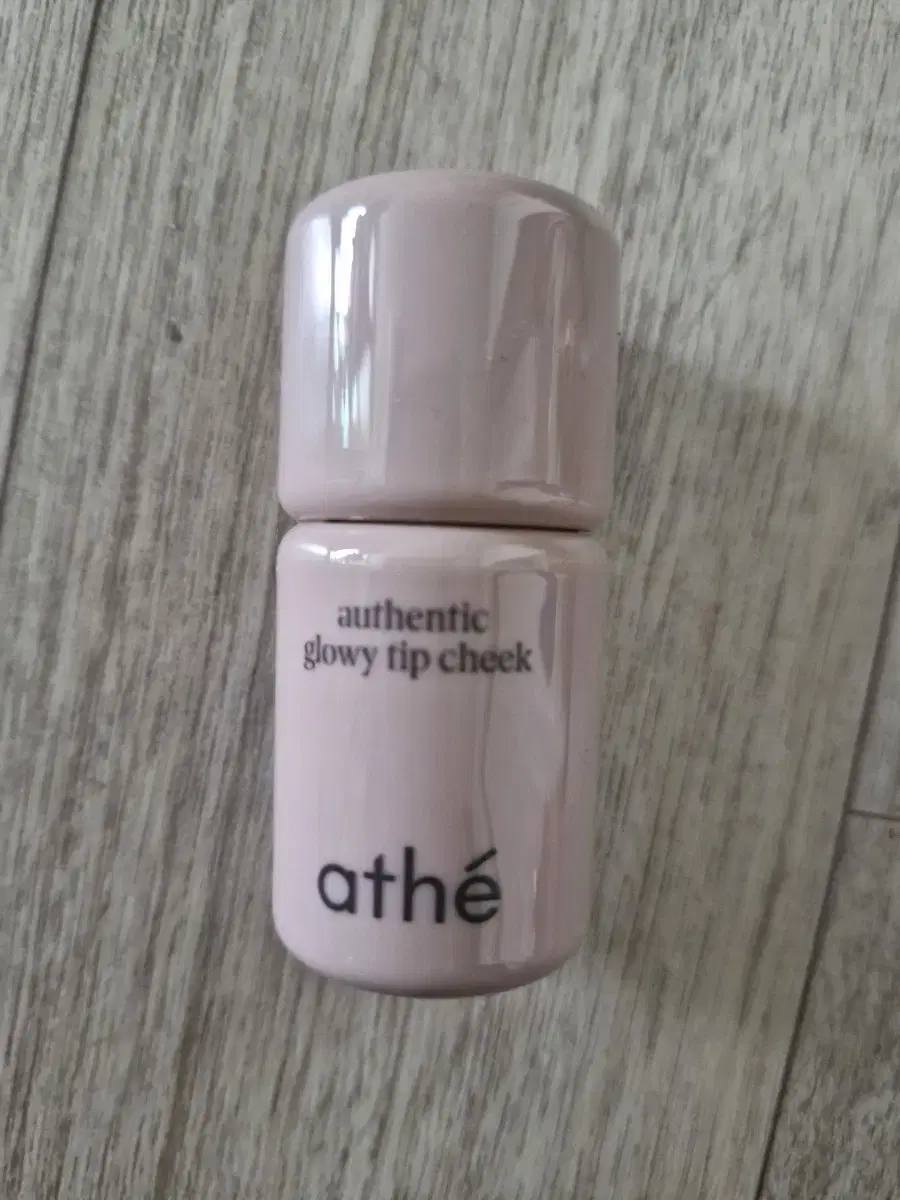 authentic
glowy tip cheek
athé